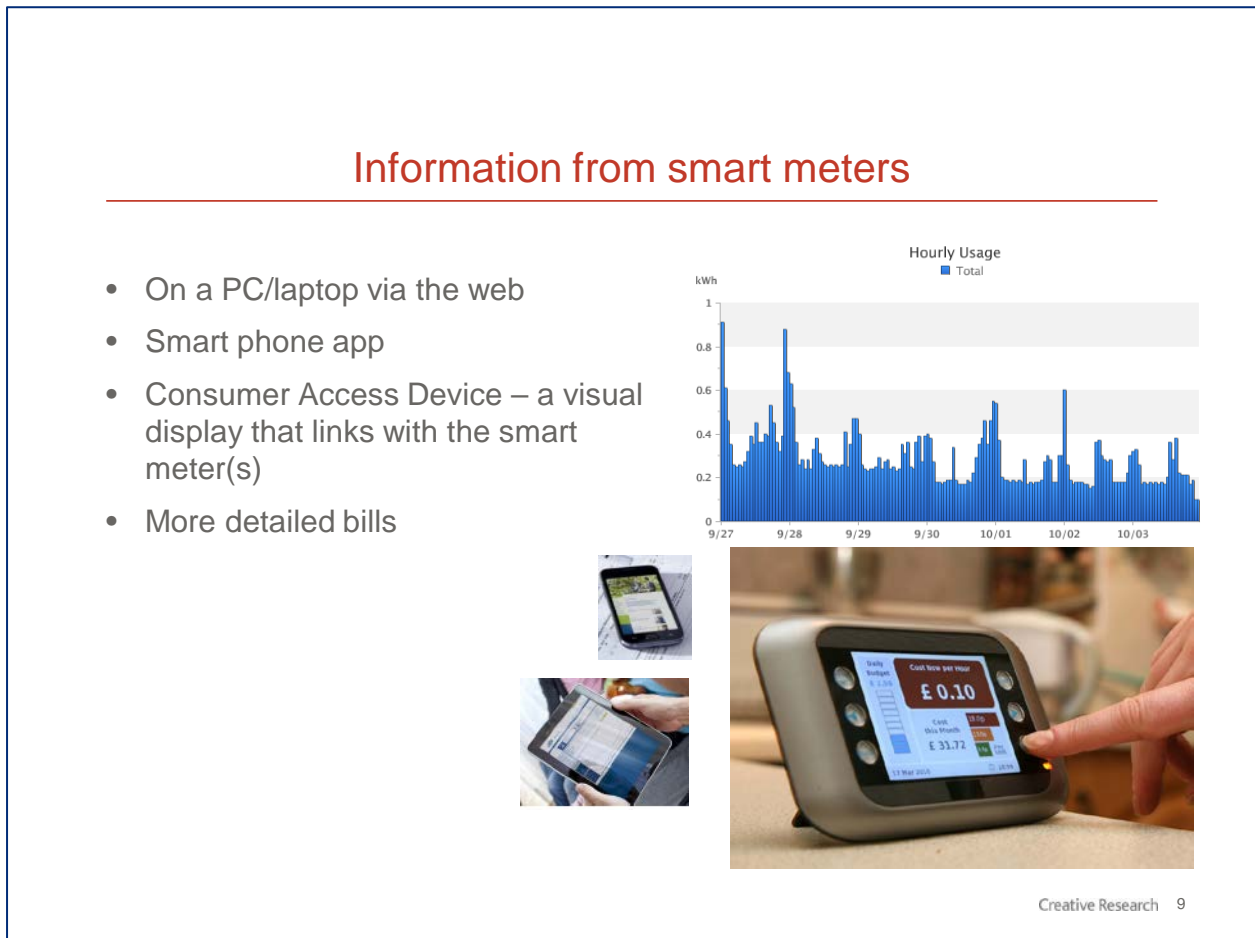 Information from smart meters
• On a PC/laptop via the web
• Smart phone app
• Consumer Access Device – a visual
display that links with the smart
meter(s)
• More detailed bills
Hourly Usage
Total
kWh
1
0.8
0.6
0.4
0.2
0
9/27 9/28 9/29 9/30 10/01 10/02 10/03
Daily
Budget
Cost Now per Hour
£ 0.10
Cost
this Month
£ 31.72
Creative Research 9